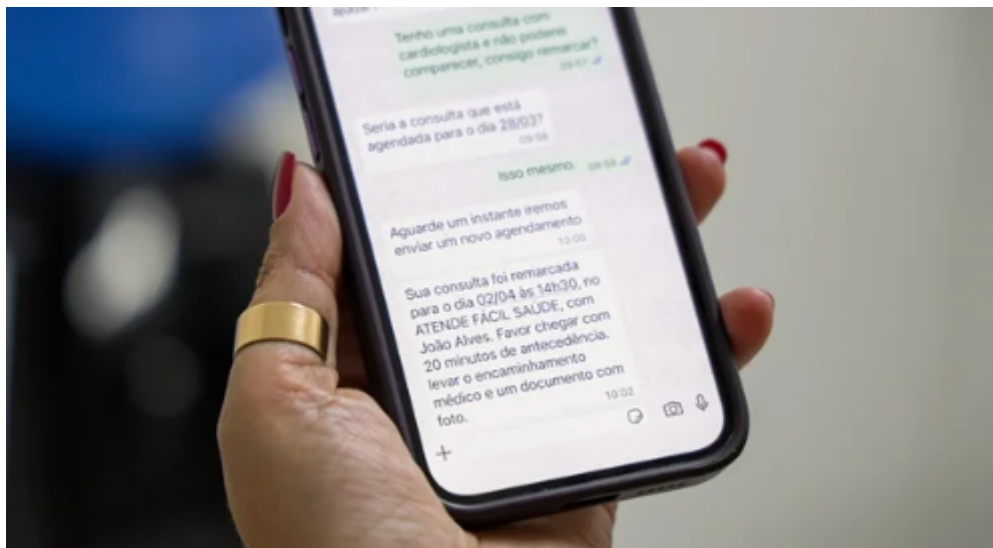 Tenho uma consulta com
cardiologista e não poderei
comparecer, consigo remarcar?
09:57
Seria a consulta que está
agendada para o dia 28/03?
09:58
Isso mesmo. 09:59
Aguarde um instante iremos
enviar um novo agendamento
10:00
Sua consulta foi remarcada
para o dia 02/04 às 14h30, no
ATENDE FÁCIL SAÚDE, com
João Alves. Favor chegar com
20 minutos de antecedência,
levar o encaminhamento
médico e um documento com
foto. 10:02